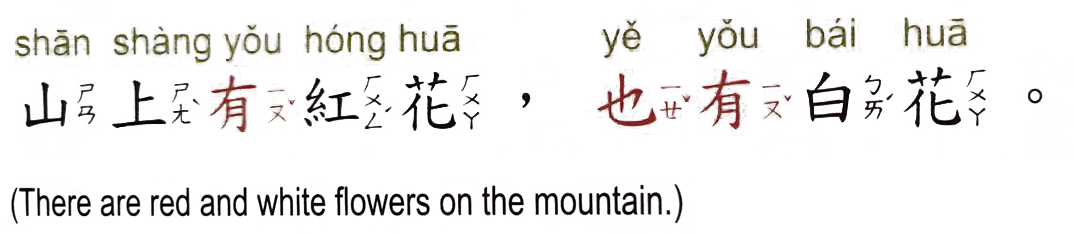 shān shàng yǒu hóng huā yě yǒu bái huā
山ㄕㄢ上ㄕㄤˋ有ㄧㄡˇ紅ㄏㄨㄥˊ花ㄏㄨㄚ，也ㄧㄝˇ有ㄧㄡˇ白ㄅㄞˊ花ㄏㄨㄚ。
(There are red and white flowers on the mountain.)